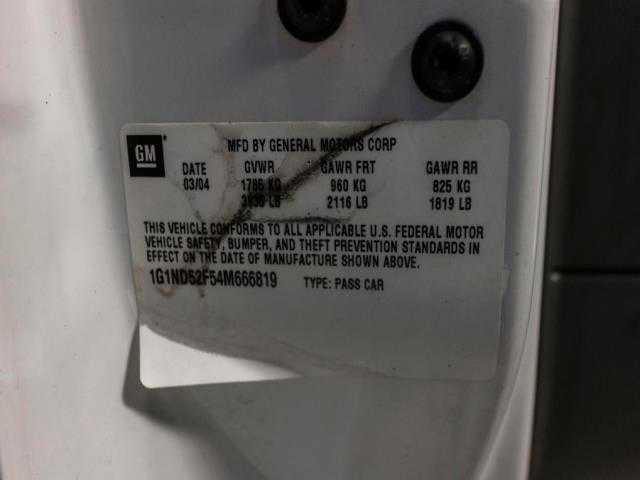 GM
MFD BY GENERAL MOTORS CORP
DATE GVWR GAWR FRT GAWR RR
03/04 1786 KG 960 KG 825 KG
LB 2116 LB 1819 LB
THIS VEHICLE CONFORMS TO ALL APPLICABLE U.S. FEDERAL MOTOR
VEHICLE SAFETY, BUMPER, AND THEFT PREVENTION STANDARDS IN
EFFECT ON THE DATE OF MANUFACTURE SHOWN ABOVE.
1G1ND52F54M666819 TYPE: PASS CAR